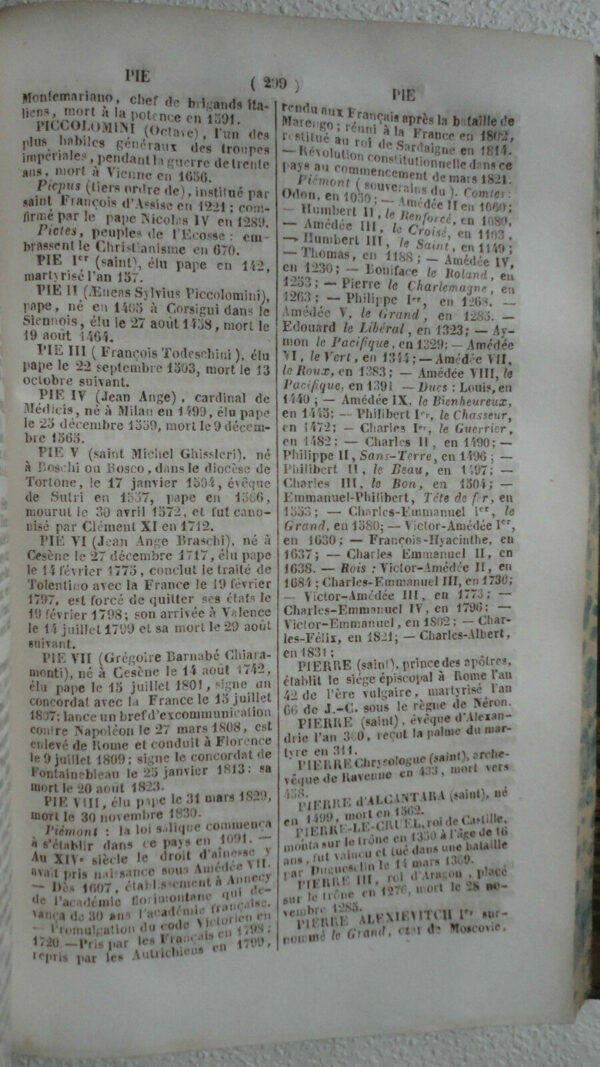 PIE
( 299 )
PIE
Montemariano, chef de brigands ita-
liens, mort à la potence en 1591.
PICCOLOMINI (Octave), l'un des
plus habiles généraux des troupes
impériales, pendant la guerre de trente
ans, mort à Vienne en 1656.
Picpus (tiers ordre de), institué par
saint François d'Assise en 1221; con-
firmé par le pape Nicolas IV en 1289.
Pictes, peuples de l'Ecosse: em-
brassent le Christianisme en 670.
PIE 1er (saint), élu pape en 142,
martyrisé l'an 157.
PIE II (Æneas Sylvius Piccolomini),
pape, né en 1405 à Corsigui dans le
Siennois, élu le 27 août 1458, mort le
19 août 1464.
PIE III (François Todeschini), élu
pape le 22 septembre 1503, mort le 13
octobre suivant.
PIE IV (Jean Ange), cardinal de
Médicis, né à Milan en 1499, élu pape
le 25 décembre 1559, mort le 9 décem-
bre 1565.
PIE V (saint Michel Ghissleri), né
à Boschi ou Bosco, dans le diocèse de
Tortone, le 17 janvier 1504, évêque
de Sutri en 1557, pape en 1566,
mourut le 30 avril 1572, et fut cano-
nisé par Clément XI en 1712.
PIE VI (Jean Ange Braschi), né à
Cesène le 27 décembre 1717, élu pape
le 14 février 1775, conclut le traité de
Tolentino avec la France le 19 février
1797, est forcé de quitter ses états le
19 février 1798; son arrivée à Valence
le 14 juillet 1799 et sa mort le 29 août
suivant.
PIE VII (Grégoire Barnabé Chiara-
monti), né à Cesène le 14 août 1742,
élu pape le 15 juillet 1801, signe un
concordat avec la France le 15 juillet
1807; lance un bref d'excommunication
contre Napoléon le 27 mars 1808, est
enlevé de Rome et conduit à Florence
le 9 juillet 1809; signe le concordat de
Fontainebleau le 25 janvier 1813: sa
mort le 20 août 1823.
PIE VIII, élu pape le 31 mars 1829,
mort le 30 novembre 1830.
Piémont: la loi salique commença
à s'établir dans ce pays en 1091. —
Au XIVe siècle le droit d'aînesse y
avait pris naissance sous Amédée VII.
— Dès 1607, établissement à Annecy
de l'académie florimontane qui de-
vança de 30 ans l'académie française.
— Promulgation du code Victorien en
1720. — Pris par les Français en 1798;
repris par les Autrichiens en 1799,
rendu aux Français après la bataille de
Marengo; réuni à la France en 1802,
restitué au roi de Sardaigne en 1814.
— Révolution constitutionnelle dans ce
pays au commencement de mars 1821.
Piémont (souverains du). Comtes:
Odon, en 1050; — Amédée II en 1060;
— Humbert II, le Renforcé, en 1089,
— Amédée III, le Croisé, en 1103,
— Humbert III, le Saint, en 1149;
— Thomas, en 1188; — Amédée IV,
en 1230; — Boniface le Roland, en
1253; — Pierre le Charlemagne, en
1263; — Philippe Ier, en 1268. —
Amédée V, le Grand, en 1285. —
Edouard le Libéral, en 1323; — Ay-
mon le Pacifique, en 1329: — Amédée
VI, le Vert, en 1344; — Amédée VII,
le Roux, en 1383; — Amédée VIII, le
Pacifique, en 1391 — Ducs: Louis, en
1440; — Amédée IX, le Bienheureux,
en 1445; — Philibert Ier, le Chasseur,
en 1472; — Charles Ier, le Guerrier,
en 1482; — Charles II, en 1490; —
Philippe II, Sans-Terre, en 1496; —
Philibert II, le Beau, en 1497; —
Charles III, le Bon, en 1504; —
Emmanuel-Philibert, Tête de fer, en
1553; — Charles-Emmanuel Ier, le
Grand, en 1580; — Victor-Amédée Ier,
en 1630; — François-Hyacinthe, en
1637; — Charles Emmanuel II, en
1638. — Rois: Victor-Amédée II, en
1684; Charles-Emmanuel III, en 1730;
— Victor-Amédée III, en 1773; —
Charles-Emmanuel IV, en 1796; —
Victor-Emmanuel, en 1802; — Char-
les-Félix, en 1821; — Charles-Albert,
en 1831;
PIERRE (saint), prince des apôtres,
établit le siége épiscopal à Rome l'an
42 de l'ère vulgaire, martyrisé l'an
66 de J.-C. sous le règne de Néron.
PIERRE (saint), évêque d'Alexan-
drie l'an 300, reçut la palme du mar-
tyre en 311.
PIERRE Chrysologue (saint), arche-
vêque de Ravenne en 433, mort vers
458.
PIERRE d'ALCANTARA (saint), né
en 1499, mort en 1562.
PIERRE-LE-CRUEL, roi de Castille,
monta sur le trône en 1350 à l'âge de 16
ans, fut vaincu et tué dans une bataille
par Duguesclin le 14 mars 1369.
PIERRE III, roi d'Aragon, placé
sur le trône en 1276, mort le 28 no-
vembre 1285.
PIERRE ALEXIEVITCH Ier sur-
nommé le Grand, czar de Moscovie,